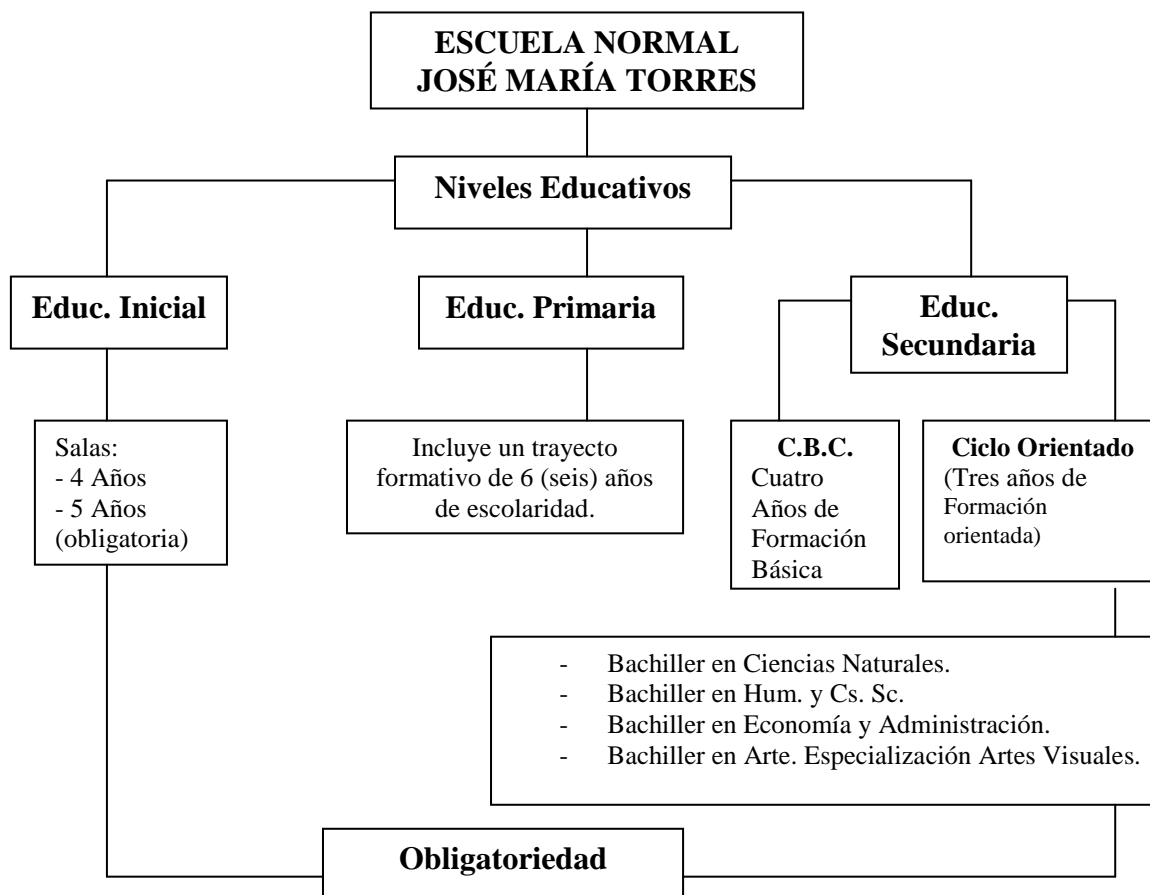 ESCUELA NORMAL
JOSÉ MARÍA TORRES
Niveles Educativos
Educ. Inicial
Educ. Primaria
Educ.
Secundaria
Salas:
- 4 Años
- 5 Años
(obligatoria)
Incluye un trayecto
formativo de 6 (seis) años
de escolaridad.
C.B.C.
Cuatro
Años de
Formación
Básica
Ciclo Orientado
(Tres años de
Formación
orientada)
- Bachiller en Ciencias Naturales.
- Bachiller en Hum. y Cs. Sc.
- Bachiller en Economía y Administración.
- Bachiller en Arte. Especialización Artes Visuales.
Obligatoriedad